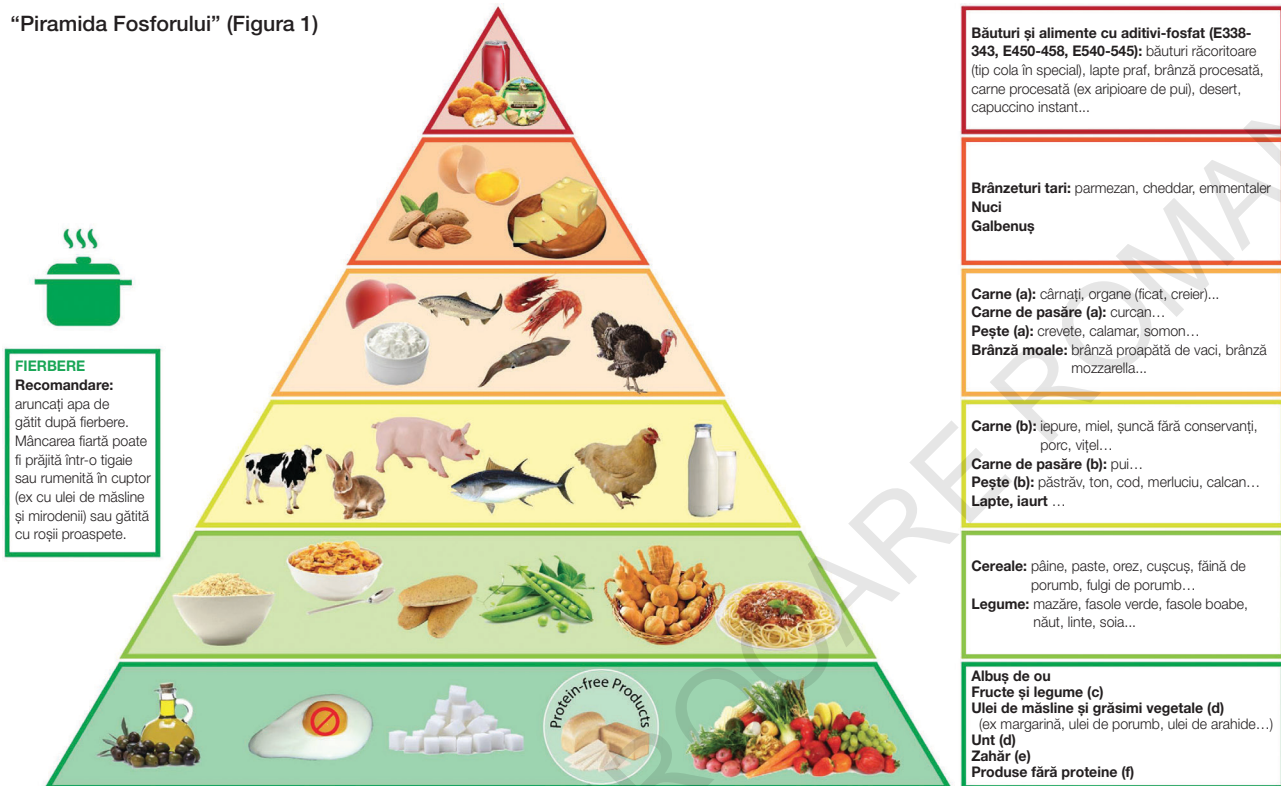 “Piramida Fosforului” (Figura 1)
Băuturi și alimente cu aditivi-fosfat (E338-
343, E450-458, E540-545): băuturi răcoritoare
(tip cola în special), lapte praf, brânză procesată,
carne procesată (ex aripioare de pui), desert,
capuccino instant...
Brânzeturi tari: parmezan, cheddar, emmentaler
Nuci
Galbenuș
Carne (a): cârnați, organe (ficat, creier)...
Carne de pasăre (a): curcan…
Pește (a): crevete, calamar, somon…
Brânză moale: brânză proapătă de vaci, brânză
mozzarella...
FIERBERE
Recomandare:
aruncați apa de
gătit după fierbere.
Mâncarea fiartă poate
fi prăjită într-o tigaie
sau rumenită în cuptor
(ex cu ulei de măsline
și mirodenii) sau gătită
cu roșii proaspete.
Carne (b): iepure, miel, șuncă fără conservanți,
porc, vițel…
Carne de pasăre (b): pui…
Pește (b): păstrăv, ton, cod, merluciu, calcan…
Lapte, iaurt …
Cereale: pâine, paste, orez, cușcuș, făină de
porumb, fulgi de porumb…
Legume: mazăre, fasole verde, fasole boabe,
năut, linte, soia...
Protein-free Products
Albuș de ou
Fructe și legume (c)
Ulei de măsline și grăsimi vegetale (d)
(ex margarină, ulei de porumb, ulei de arahide…)
Unt (d)
Zahăr (e)
Produse fără proteine (f)